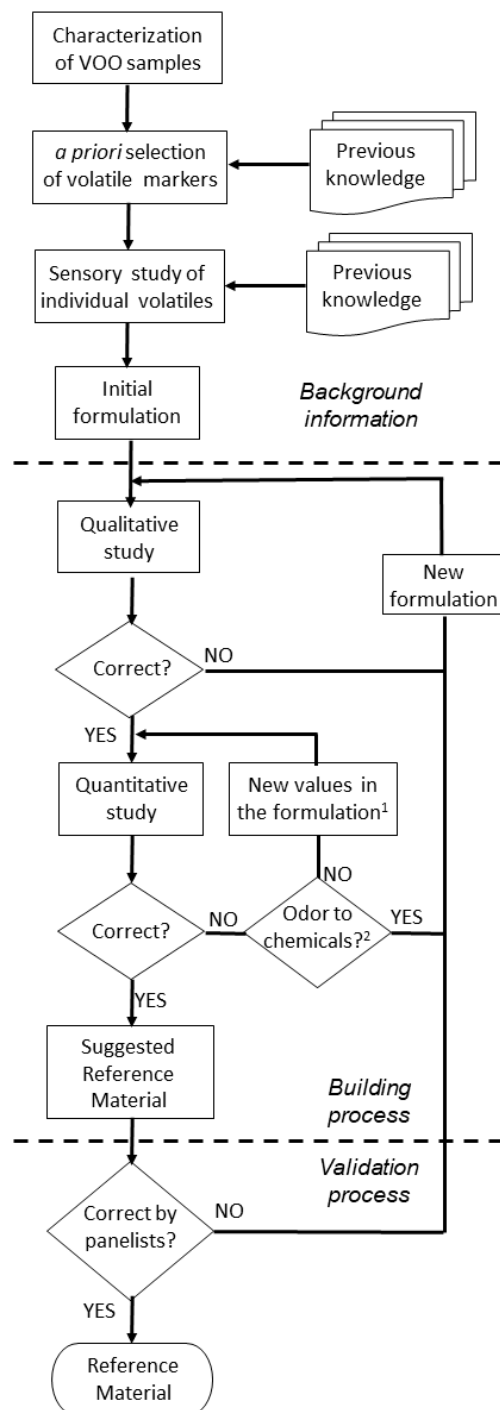 Characterization
of VOO samples
a priori selection
of volatile markers
Previous
knowledge
Sensory study of
individual volatiles
Previous
knowledge
Initial
formulation
Background
information
Qualitative
study
New
formulation
Correct?
NO
YES
Quantitative
study
New values in
the formulation¹
NO
Correct?
NO
Odor to
chemicals?²
YES
YES
Suggested
Reference
Material
Building
process
Validation
process
Correct by
panelists?
NO
YES
Reference
Material